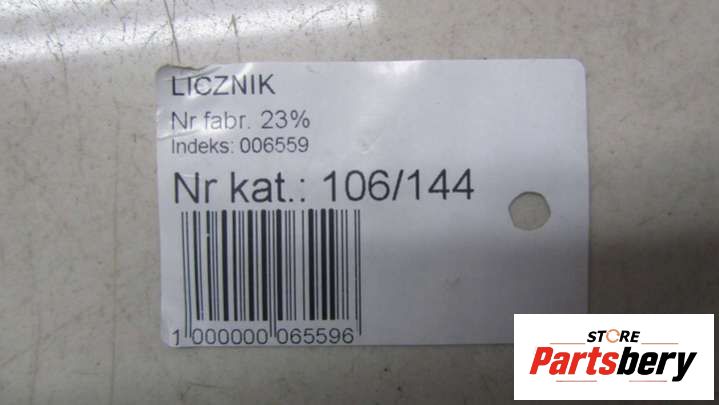 LICZNIK
Nr fabr. 23%
Indeks: 006559
Nr kat.: 106/144
1 000000 065596
STORE
Partsbery